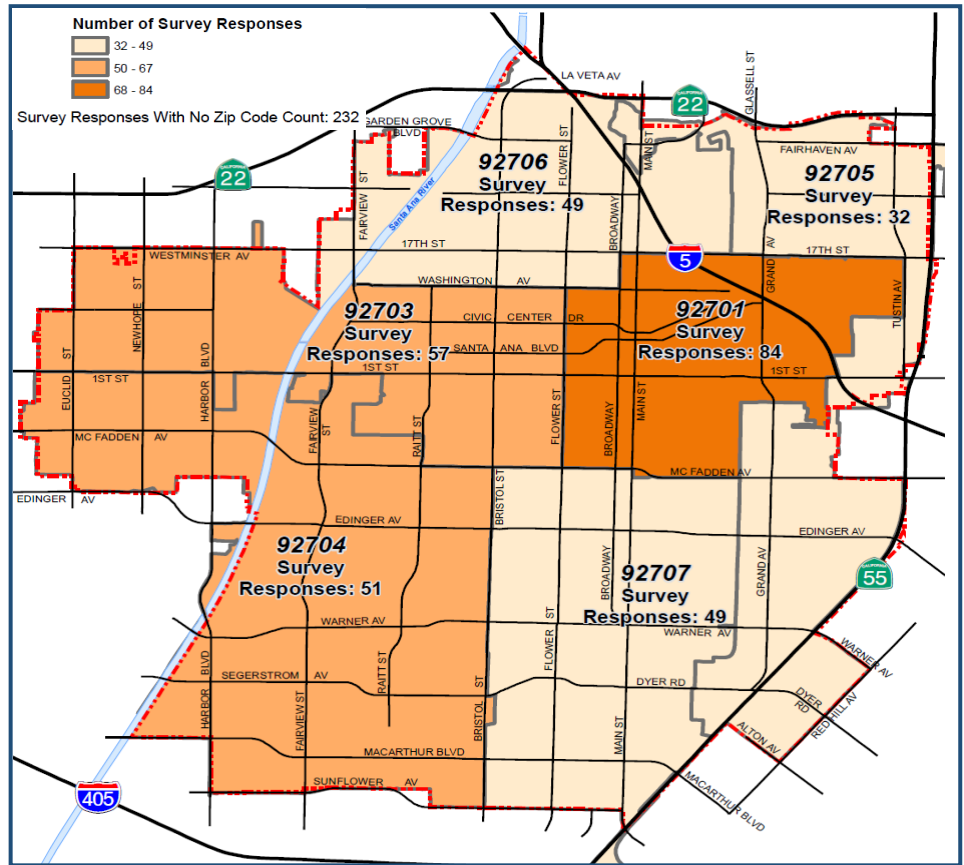 Number of Survey Responses
32 - 49
50 - 67
68 - 84
Survey Responses With No Zip Code Count: 232
LA VETA AV
CALIFORNIA
22
GLASSELL ST
GARDEN GROVE
BLVD
FLOWER ST
MAIN ST
FAIRHAVEN AV
CALIFORNIA
22
92706
Survey
Responses: 49
92705
Survey
Responses: 32
FAIRVIEW ST
Santa Ana River
BROADWAY
17TH ST
WESTMINSTER AV
5
GRAND AV
17TH ST
WASHINGTON AV
NEWHOPE ST
HARBOR BLVD
92703
Survey
Responses: 57
CIVIC CENTER DR
SANTA ANA BLVD
92701
Survey
Responses: 84
TUSTIN AV
EUCLID ST
1ST ST
1ST ST
1ST ST
MC FADDEN AV
FAIRVIEW ST
RAITT ST
FLOWER ST
BROADWAY
MAIN ST
MC FADDEN AV
EDINGER AV
BRISTOL ST
EDINGER AV
EDINGER AV
92704
Survey
Responses: 51
92707
Survey
Responses: 49
BROADWAY
GRAND AV
CALIFORNIA
55
WARNER AV
FLOWER ST
WARNER AV
WARNER AV
HARBOR BLVD
SEGERSTROM AV
RAITT ST
BRISTOL ST
DYER RD
DYER RD
RED HILL AV
FAIRVIEW ST
MAIN ST
ALTON AV
MACARTHUR BLVD
MACARTHUR BLVD
SUNFLOWER AV
405